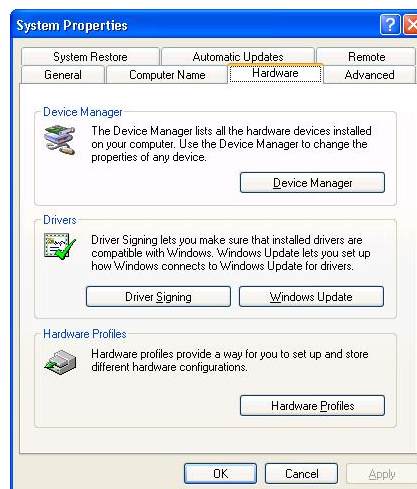 System Properties
System Restore Automatic Updates Remote
General Computer Name Hardware Advanced
Device Manager
The Device Manager lists all the hardware devices installed
on your computer. Use the Device Manager to change the
properties of any device.
Device Manager
Drivers
Driver Signing lets you make sure that installed drivers are
compatible with Windows. Windows Update lets you set up
how Windows connects to Windows Update for drivers.
Driver Signing Windows Update
Hardware Profiles
Hardware profiles provide a way for you to set up and store
different hardware configurations.
Hardware Profiles
OK Cancel Apply